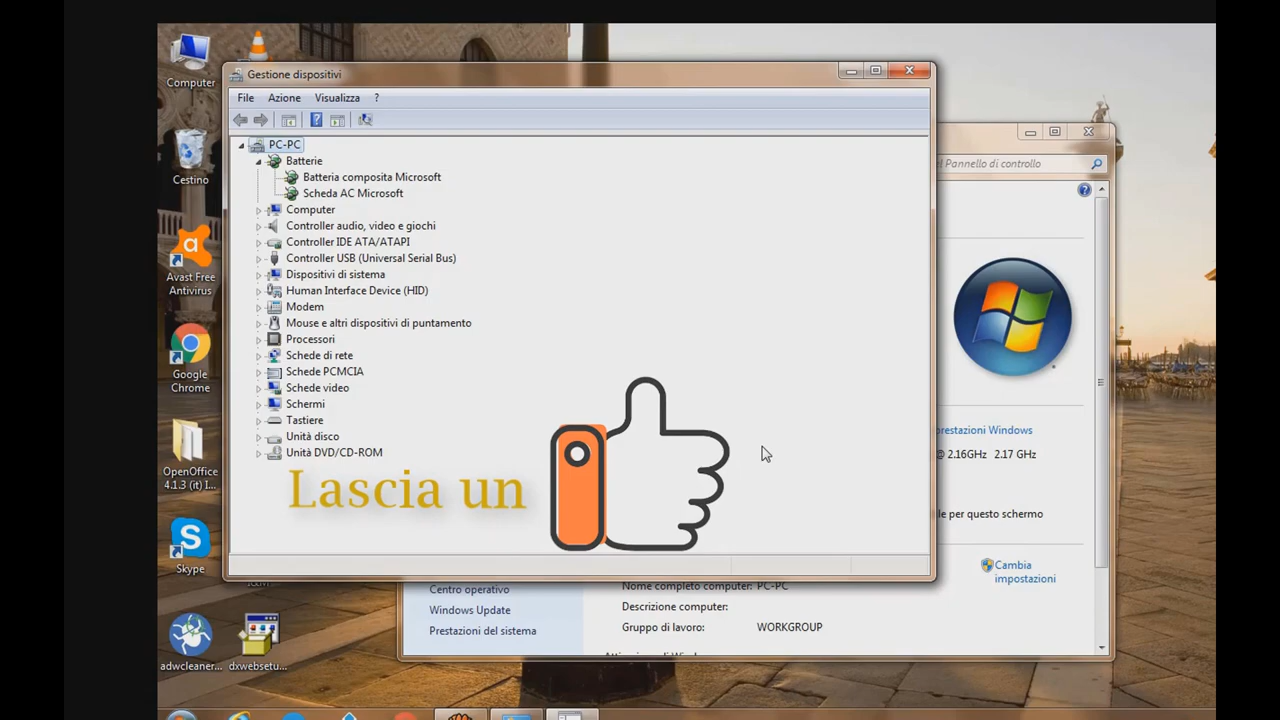 Computer
Cestino
Avast Free
Antivirus
Google
Chrome
OpenOffice
4.1.3 (it) I...
Skype
adwcleaner...
dxwebsetu...
Gestione dispositivi
File Azione Visualizza ?
PC-PC
Batterie
Batteria composita Microsoft
Scheda AC Microsoft
Computer
Controller audio, video e giochi
Controller IDE ATA/ATAPI
Controller USB (Universal Serial Bus)
Dispositivi di sistema
Human Interface Device (HID)
Modem
Mouse e altri dispositivi di puntamento
Processori
Schede di rete
Schede PCMCIA
Schede video
Schermi
Tastiere
Unità disco
Unità DVD/CD-ROM
Lascia un
Pannello di controllo
prestazioni Windows
@ 2.16GHz 2.17 GHz
le per questo schermo
Cambia
impostazioni
Centro operativo
Windows Update
Prestazioni del sistema
Nome completo computer: PC-PC
Descrizione computer:
Gruppo di lavoro: WORKGROUP